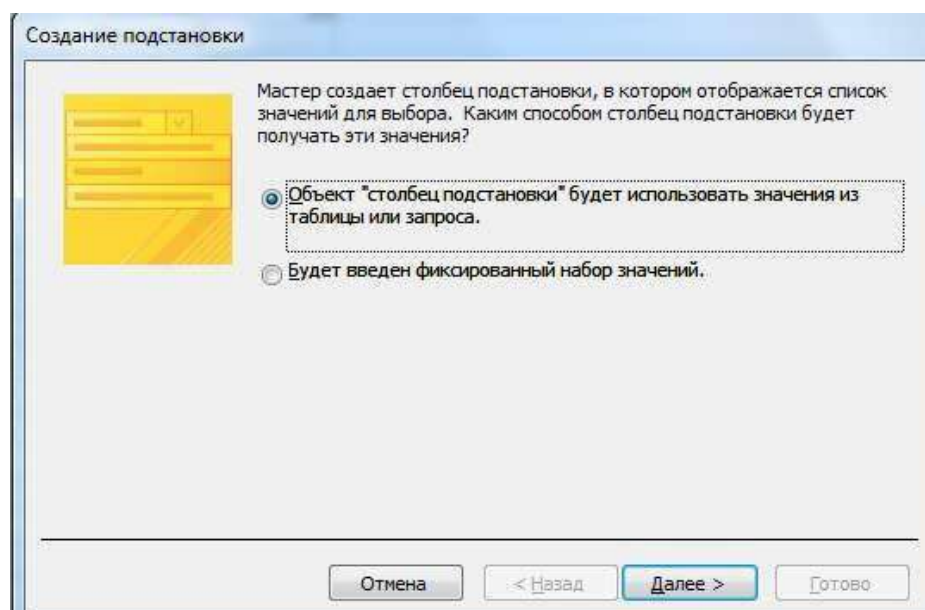 Создание подстановки
Мастер создает столбец подстановки, в котором отображается список
значений для выбора. Каким способом столбец подстановки будет
получать эти значения?
Объект "столбец подстановки" будет использовать значения из
таблицы или запроса.
Будет введен фиксированный набор значений.
Отмена
< Назад
Далее >
Готово